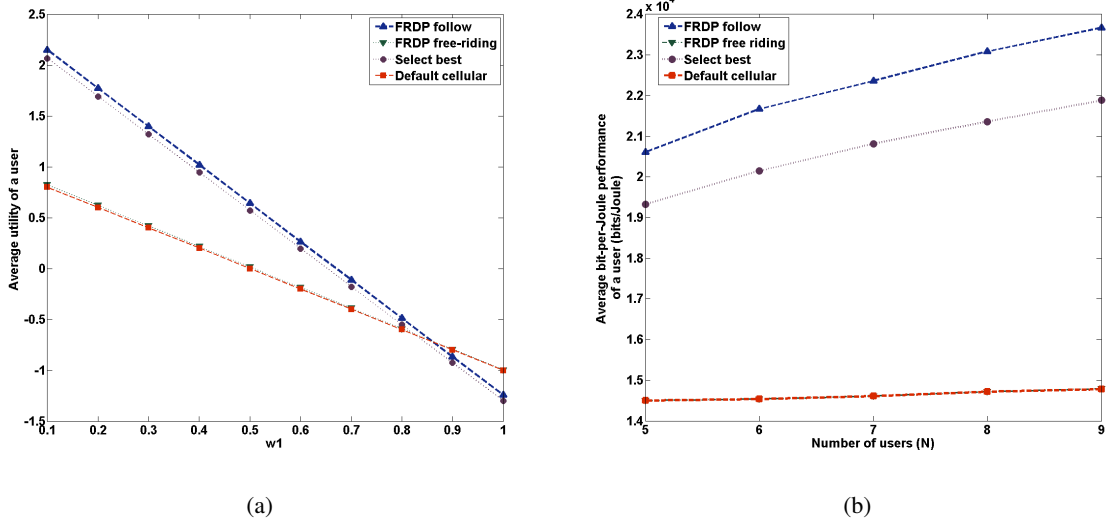 FRDP follow
FRDP free-riding
Select best
Default cellular
2.5
2
1.5
1
0.5
0
-0.5
-1
-1.5
Average utility of a user
0.1 0.2 0.3 0.4 0.5 0.6 0.7 0.8 0.9 1
w1
(a)
FRDP follow
FRDP free riding
Select best
Default cellular
2.4
2.3
2.2
2.1
2
1.9
1.8
1.7
1.6
1.5
1.4
Average bit-per-Joule performance
of a user (bits/Joule)
5 6 7 8 9
Number of users (N)
(b)